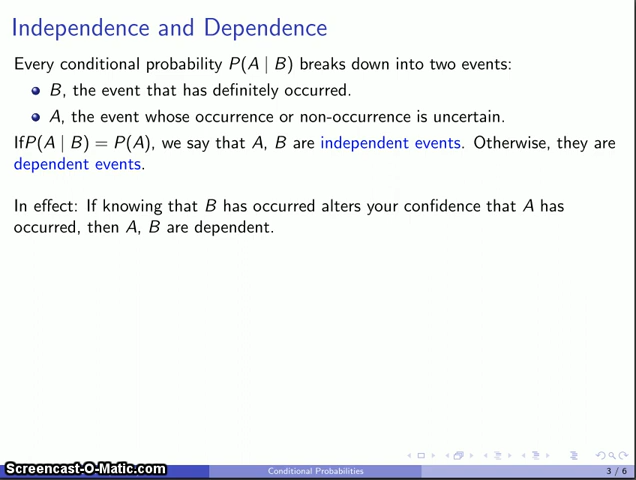 Independence and Dependence
Every conditional probability P(A | B) breaks down into two events:
B, the event that has definitely occurred.
A, the event whose occurrence or non-occurrence is uncertain.
IfP(A | B) = P(A), we say that A, B are independent events. Otherwise, they are
dependent events.
In effect: If knowing that B has occurred alters your confidence that A has
occurred, then A, B are dependent.
Screencast-O-Matic.com
Conditional Probabilities
3 / 6